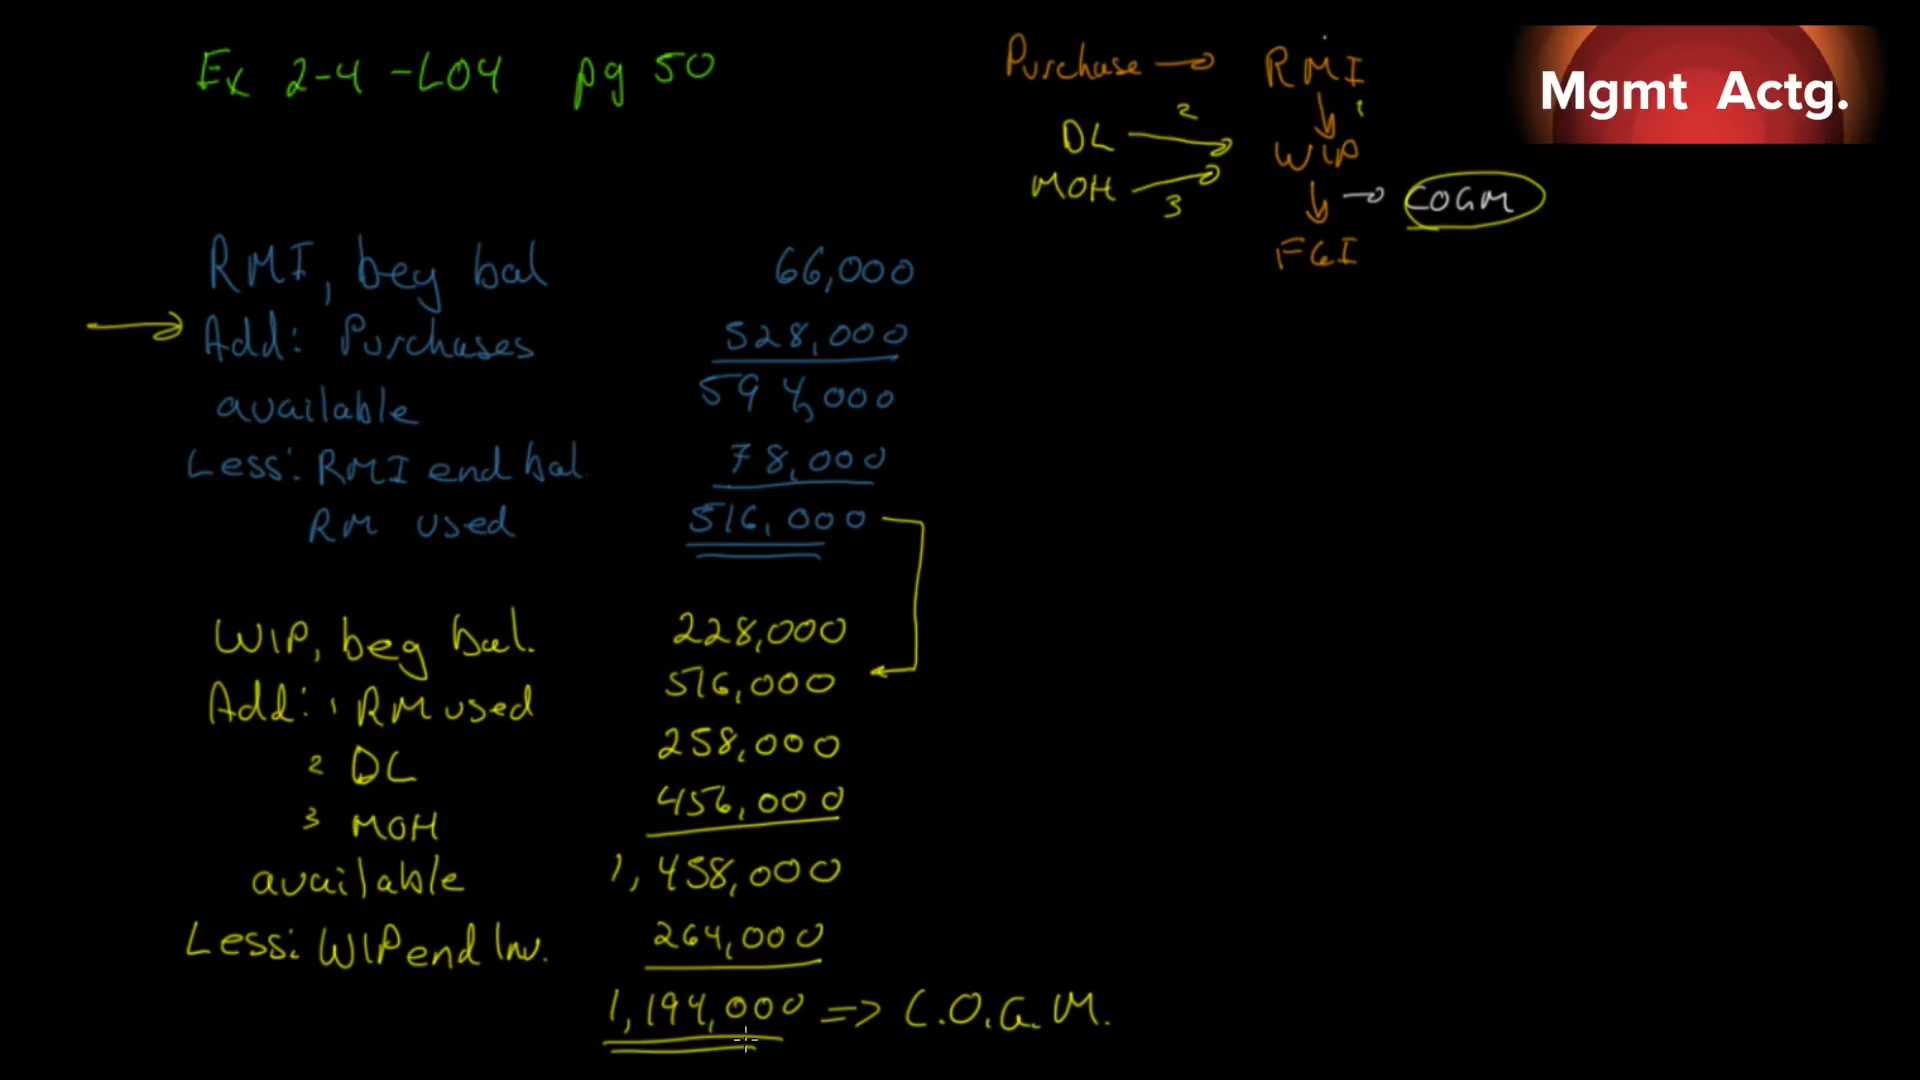 Ex 2-4 -LO4 pg 50
Purchase → RMI
1
DL 2 → WIP
MOH 3 →
→ COGM
FGI
Mgmt Actg.
RMI, beg bal 66,000
Add: Purchases 528,000
available 594,000
Less: RMI end bal. 78,000
RM used 516,000
WIP, beg bal. 228,000
Add: 1 RM used 516,000
2 DL 258,000
3 MOH 456,000
available 1,458,000
Less: WIP end Inv. 264,000
1,194,000 => C.O.G.M.